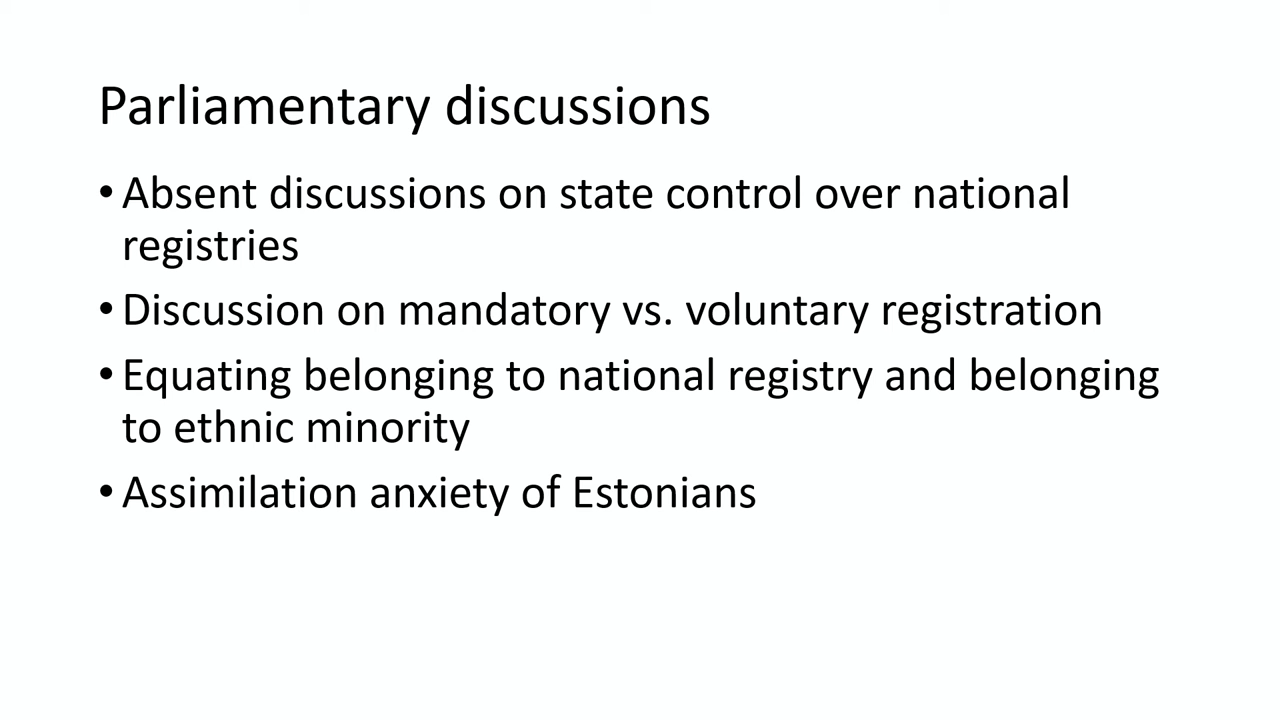 Parliamentary discussions
• Absent discussions on state control over national
registries
• Discussion on mandatory vs. voluntary registration
• Equating belonging to national registry and belonging
to ethnic minority
• Assimilation anxiety of Estonians